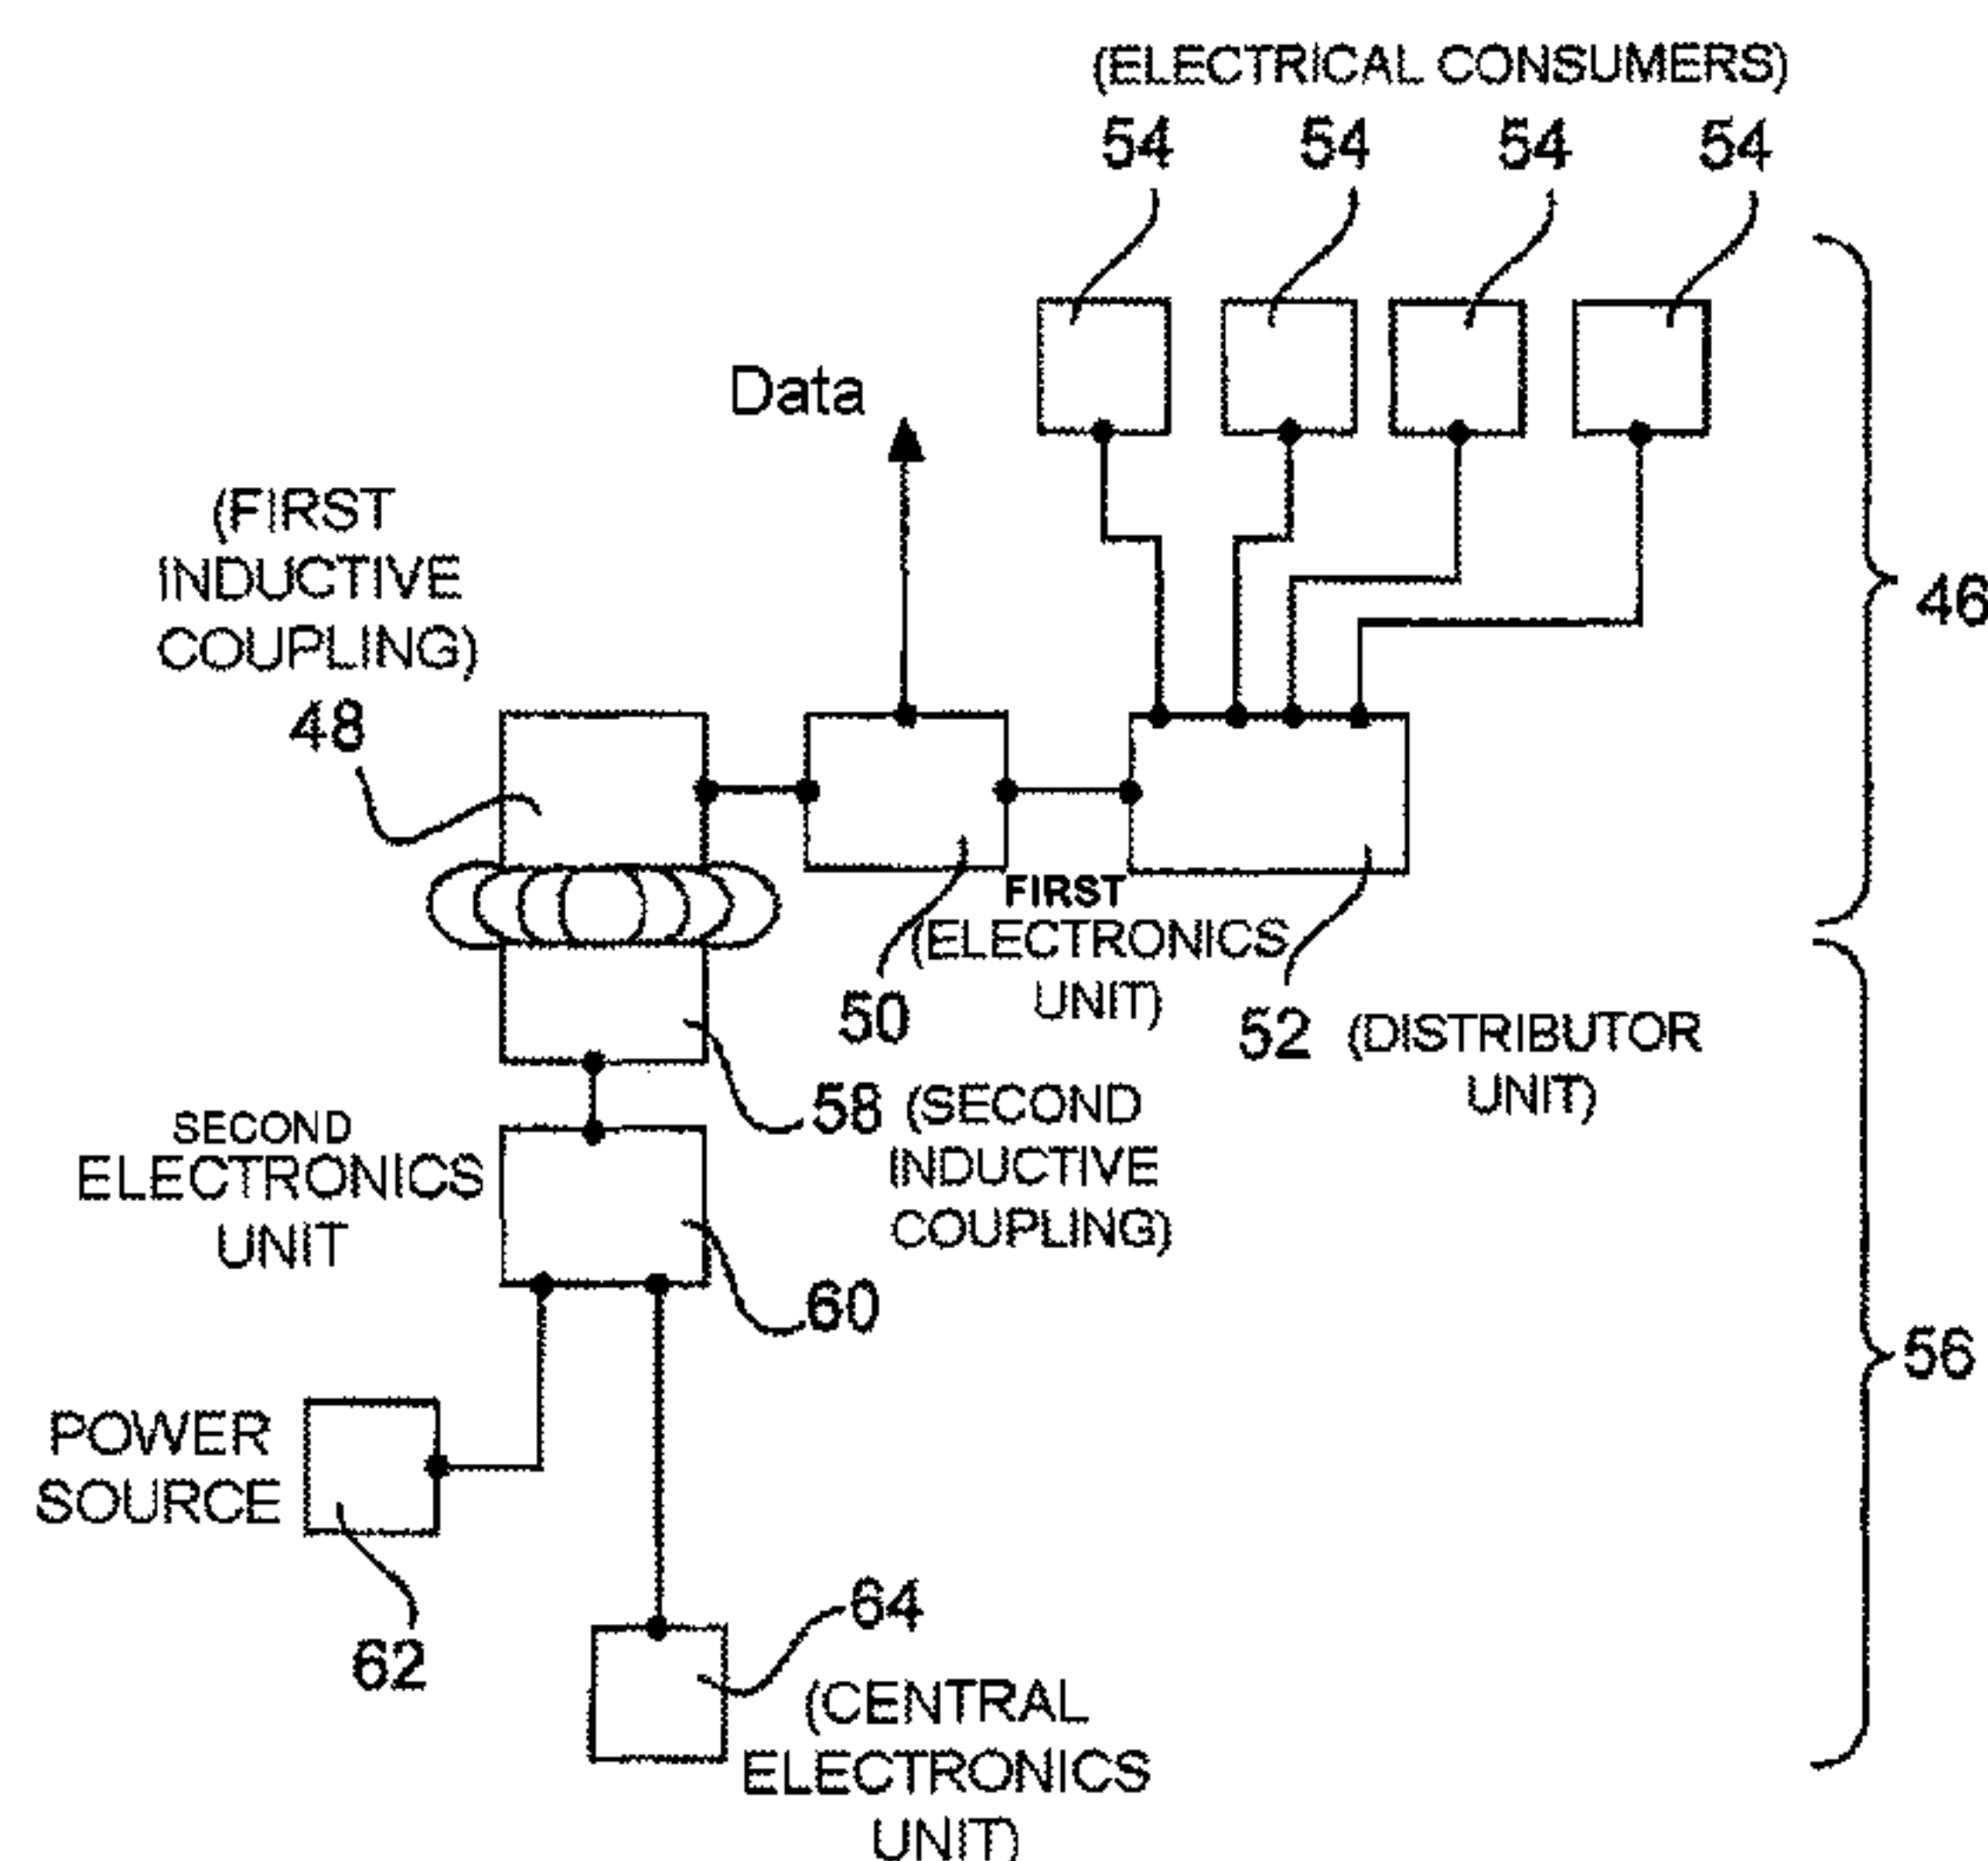 (ELECTRICAL CONSUMERS)
54 54 54 54
Data
(FIRST
INDUCTIVE
COUPLING)
48
46
FIRST
(ELECTRONICS
UNIT)
50
52 (DISTRIBUTOR
UNIT)
58 (SECOND
INDUCTIVE
COUPLING)
SECOND
ELECTRONICS
UNIT
60
56
POWER
SOURCE
62
64
(CENTRAL
ELECTRONICS
UNIT)